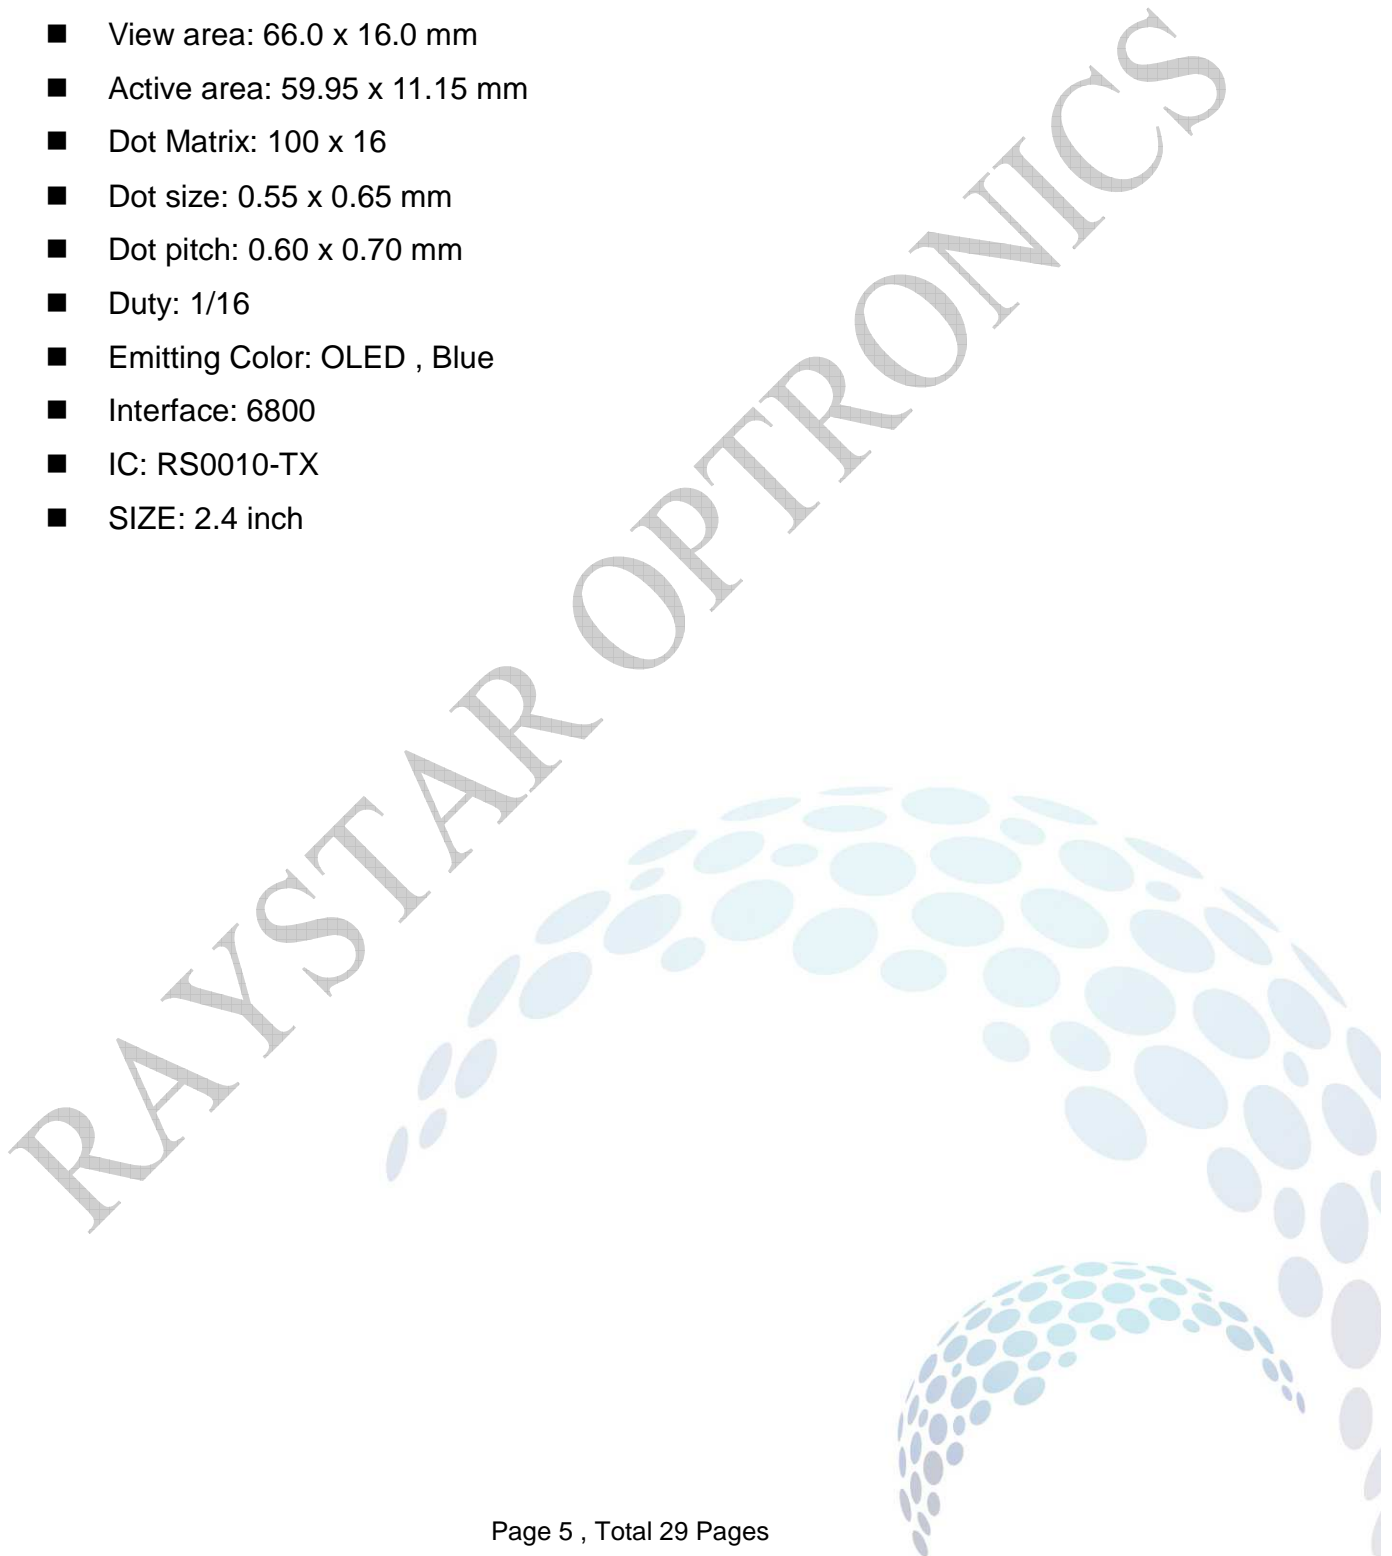 ■ View area: 66.0 x 16.0 mm
■ Active area: 59.95 x 11.15 mm
■ Dot Matrix: 100 x 16
■ Dot size: 0.55 x 0.65 mm
■ Dot pitch: 0.60 x 0.70 mm
■ Duty: 1/16
■ Emitting Color: OLED , Blue
■ Interface: 6800
■ IC: RS0010-TX
■ SIZE: 2.4 inch
RAYSTAR OPTRONICS
Page 5 , Total 29 Pages